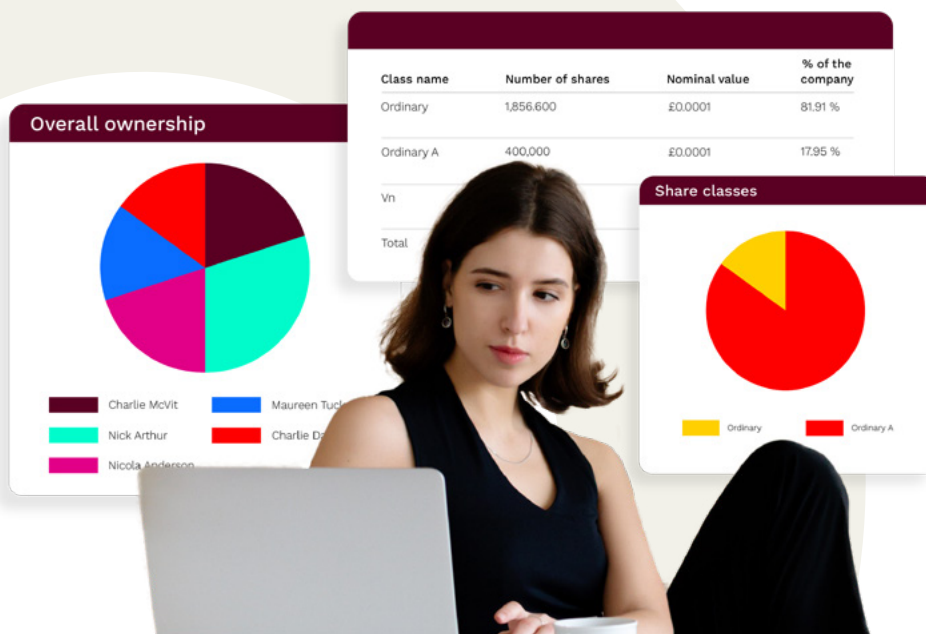 Overall ownership
Charlie McVit
Maureen
Nick Arthur
Charlie
Nicola Anderson
Class name Number of shares Nominal value % of the company
Ordinary 1,856.600 £0.0001 81.91 %
Ordinary A 400,000 £0.0001 17.95 %
Vn
Total
Share classes
Ordinary
Ordinary A